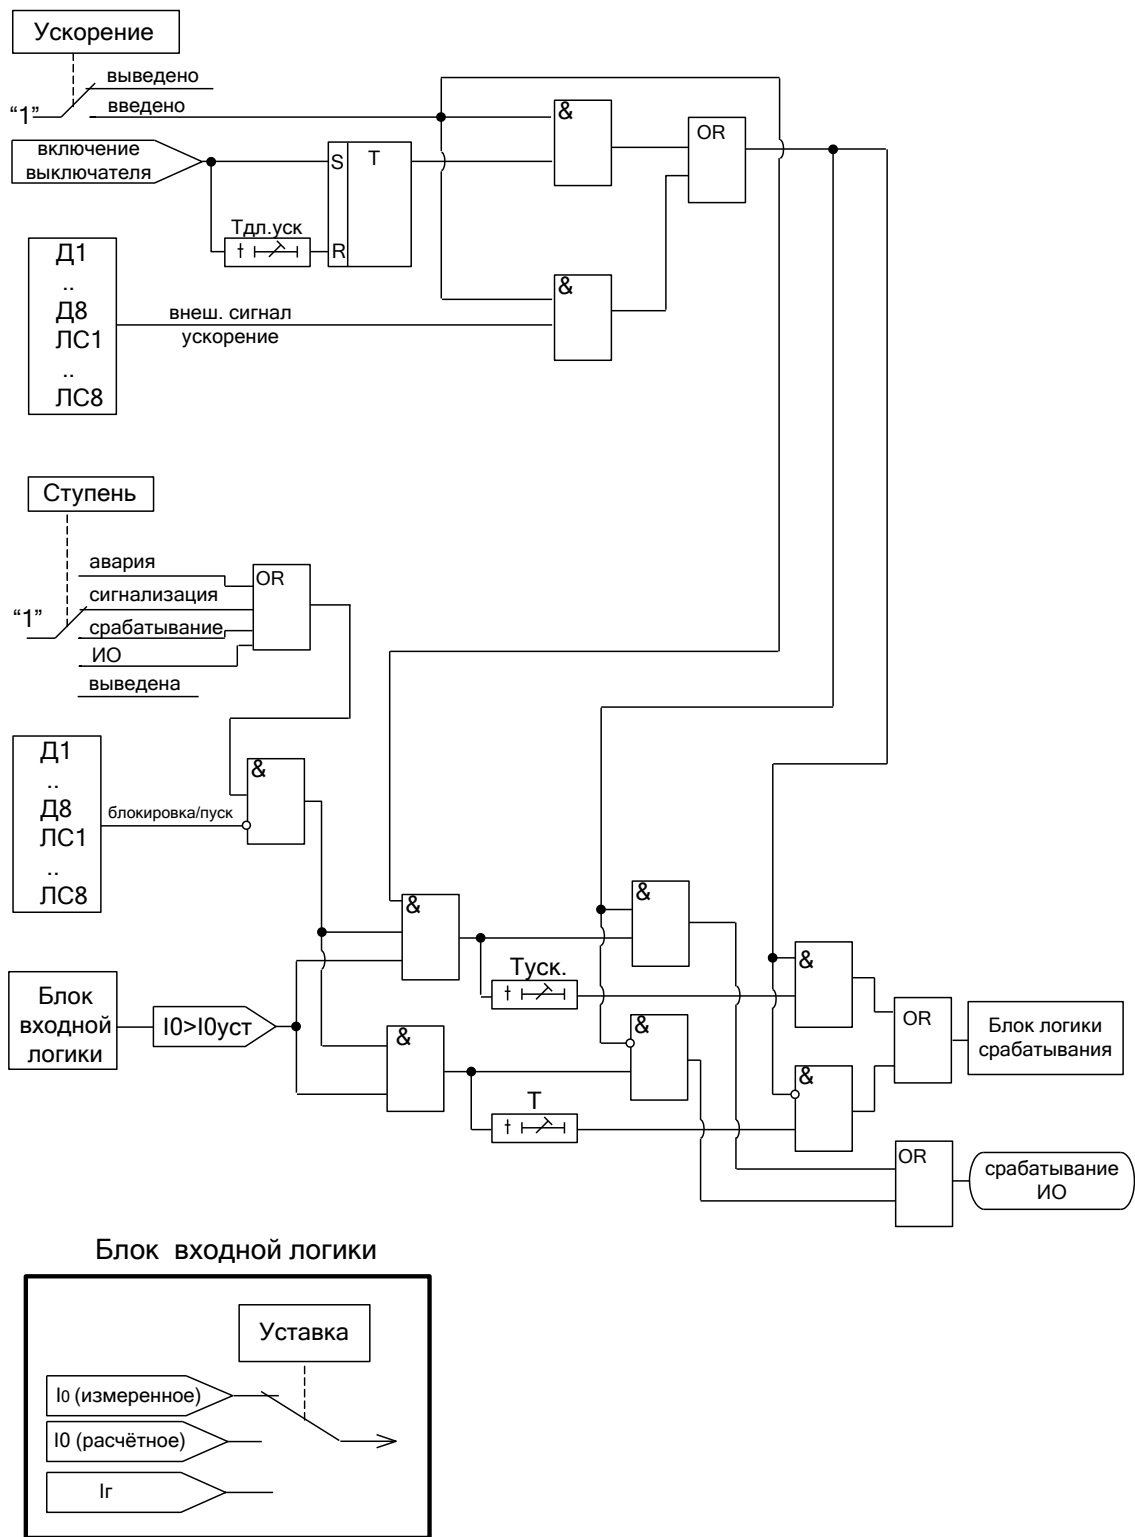 Ускорение
выведено
“1”
введено
включение
выключателя
S
T
R
Тдл.уск
t
&
OR
Д1
..
Д8
ЛС1
..
ЛС8
внеш. сигнал
ускорение
&
Ступень
авария
сигнализация
“1”
срабатывание
ИО
выведена
OR
Д1
..
Д8
ЛС1
..
ЛС8
блокировка/пуск
&
Блок
входной
логики
I0>I0уст
&
&
Туск.
t
&
&
T
t
&
&
OR
Блок логики
срабатывания
OR
срабатывание
ИО
Блок входной логики
Уставка
I0 (измеренное)
I0 (расчётное)
Iг